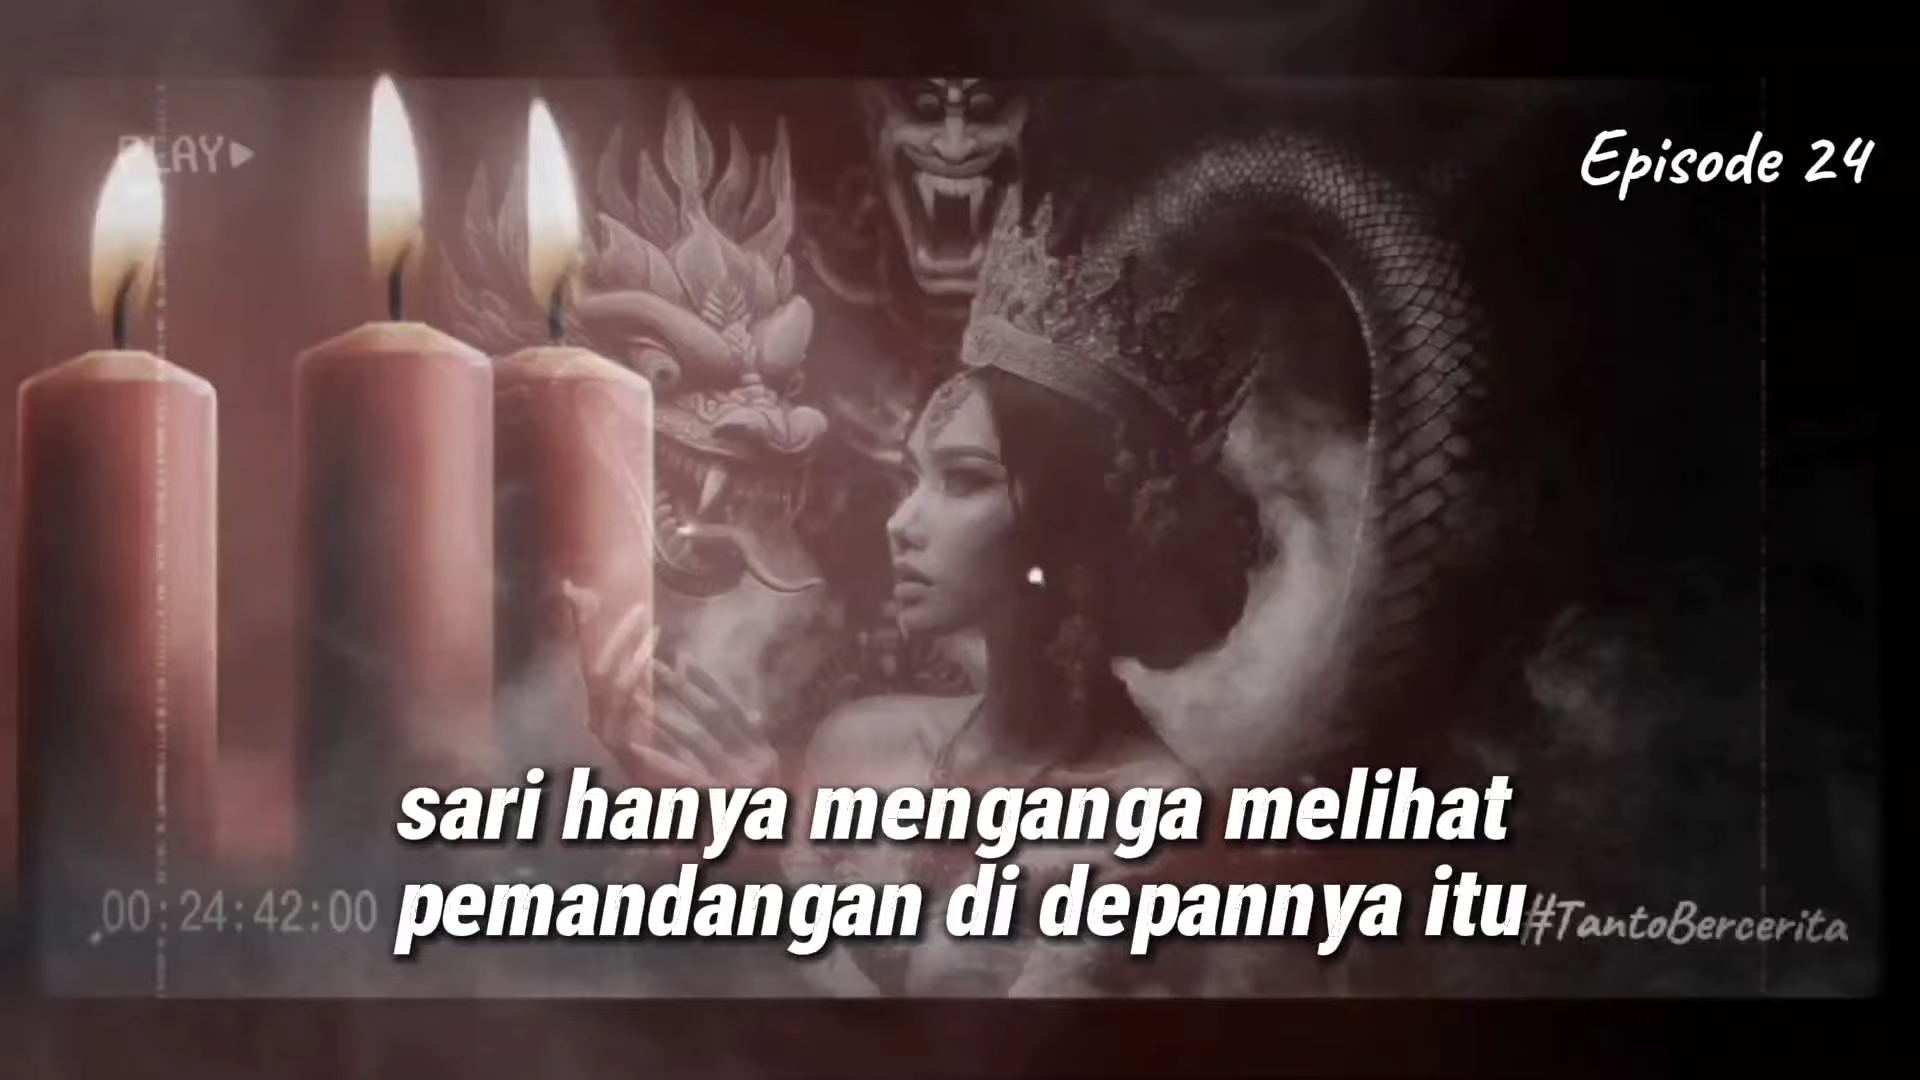 PLAY
Episode 24
sari hanya menganga melihat
pemandangan di depannya itu
00:24:42:00
#TantoBercerita